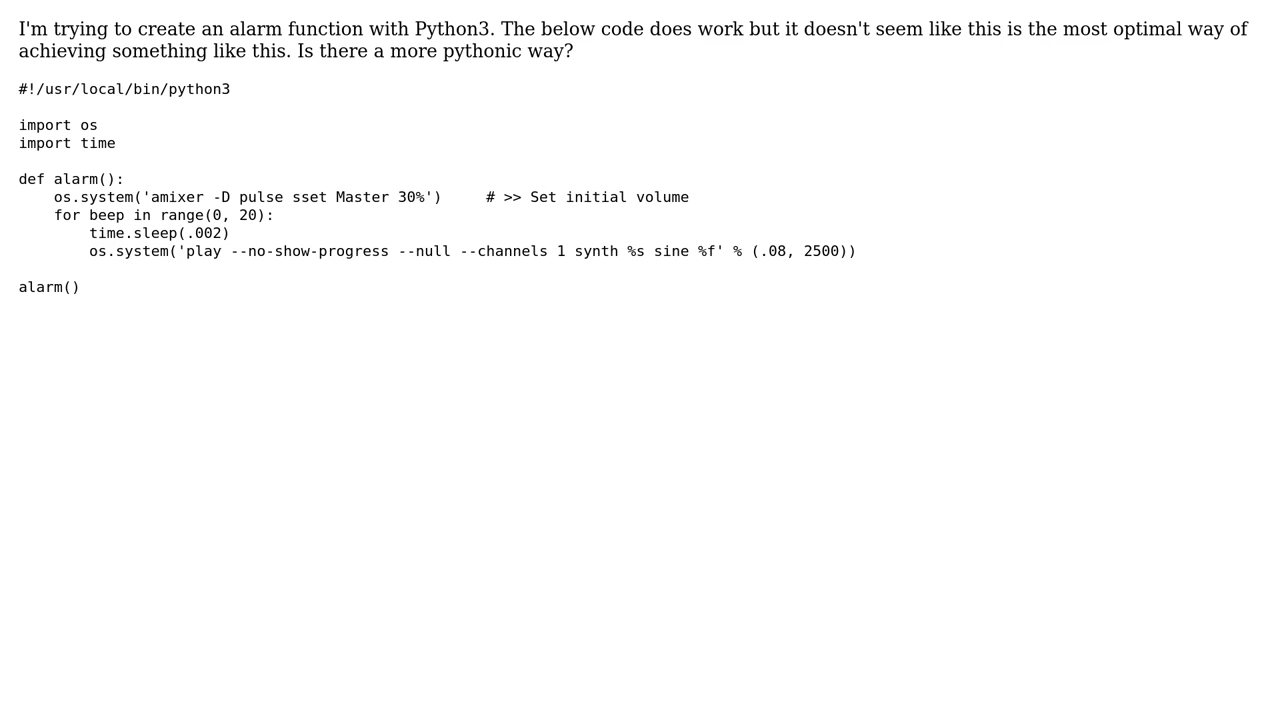 I'm trying to create an alarm function with Python3. The below code does work but it doesn't seem like this is the most optimal way of
achieving something like this. Is there a more pythonic way?
#!/usr/local/bin/python3
import os
import time
def alarm():
    os.system('amixer -D pulse sset Master 30%')     # >> Set initial volume
    for beep in range(0, 20):
        time.sleep(.002)
        os.system('play --no-show-progress --null --channels 1 synth %s sine %f' % (.08, 2500))
alarm()